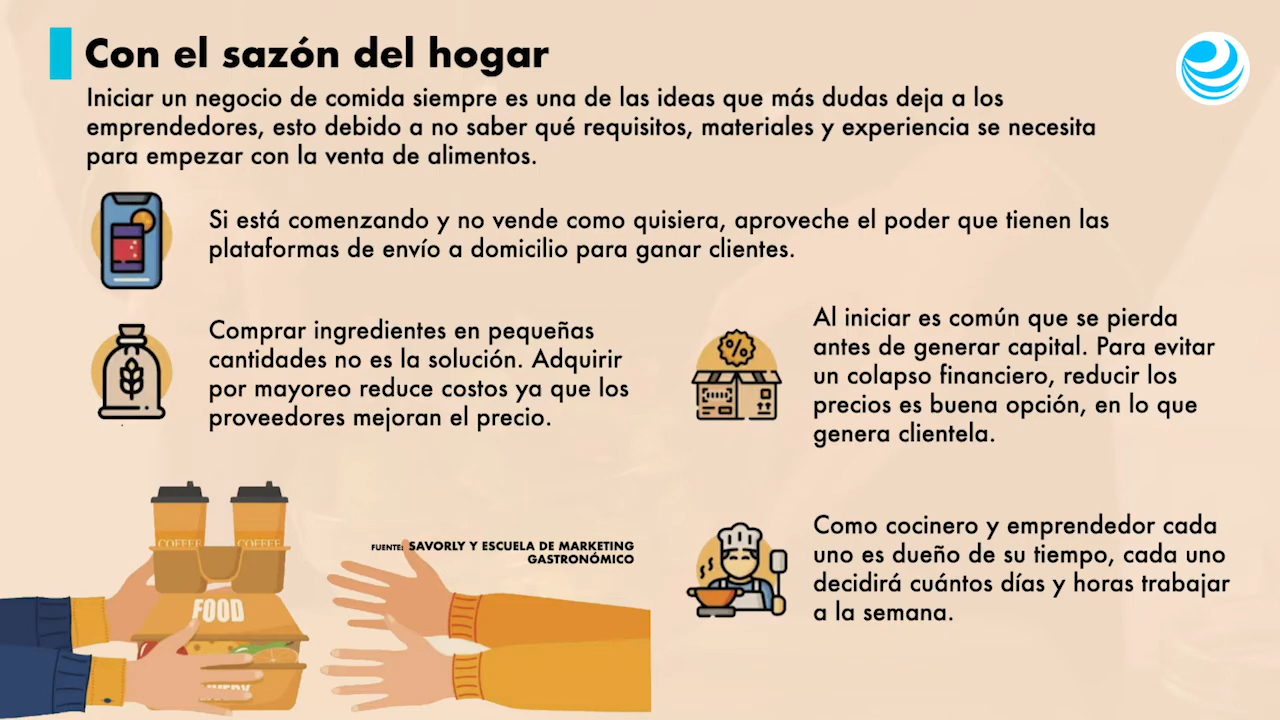 Con el sazón del hogar
Iniciar un negocio de comida siempre es una de las ideas que más dudas deja a los
emprendedores, esto debido a no saber qué requisitos, materiales y experiencia se necesita
para empezar con la venta de alimentos.
Si está comenzando y no vende como quisiera, aproveche el poder que tienen las
plataformas de envío a domicilio para ganar clientes.
Comprar ingredientes en pequeñas
cantidades no es la solución. Adquirir
por mayoreo reduce costos ya que los
proveedores mejoran el precio.
Al iniciar es común que se pierda
antes de generar capital. Para evitar
un colapso financiero, reducir los
precios es buena opción, en lo que
genera clientela.
Como cocinero y emprendedor cada
uno es dueño de su tiempo, cada uno
decidirá cuántos días y horas trabajar
a la semana.
FUENTE: SAVORLY Y ESCUELA DE MARKETING
GASTRONÓMICO
COFFEE COFFEE
FOOD